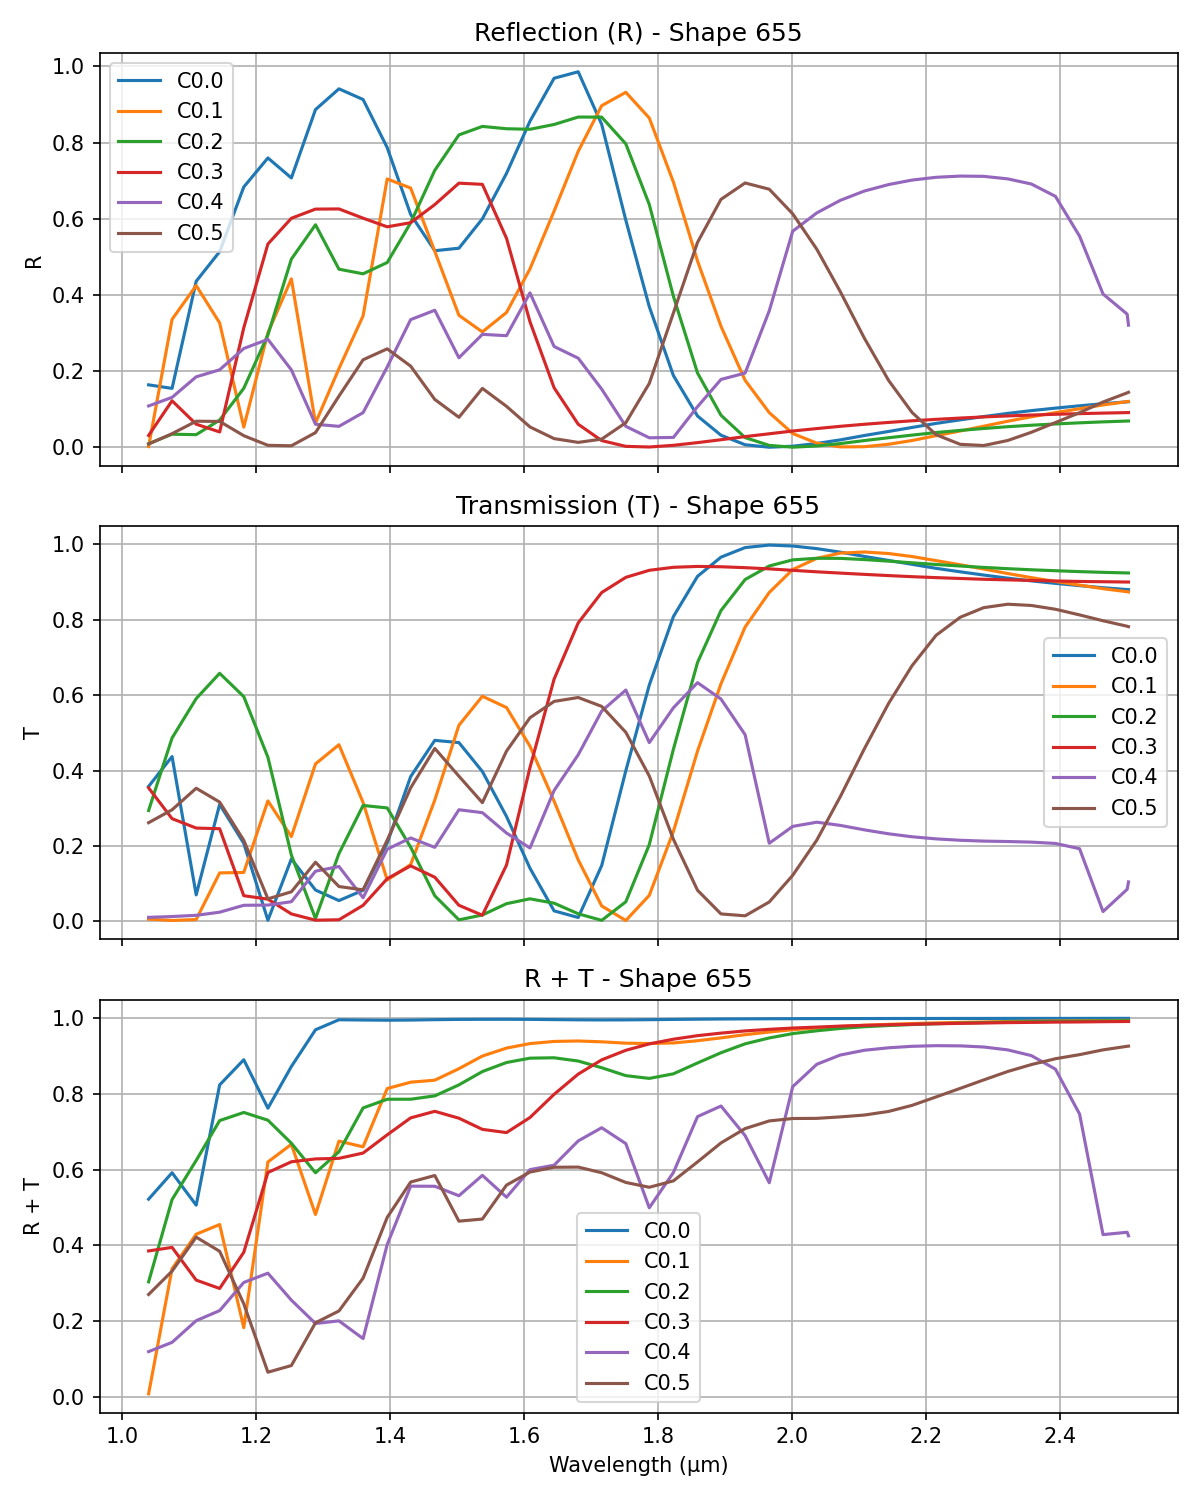 Reflection (R) - Shape 655
1.0
0.8
0.6
0.4
0.2
0.0
R
C0.0
C0.1
C0.2
C0.3
C0.4
C0.5
Transmission (T) - Shape 655
1.0
0.8
0.6
0.4
0.2
0.0
T
C0.0
C0.1
C0.2
C0.3
C0.4
C0.5
R + T - Shape 655
1.0
0.8
0.6
0.4
0.2
0.0
R + T
C0.0
C0.1
C0.2
C0.3
C0.4
C0.5
1.0 1.2 1.4 1.6 1.8 2.0 2.2 2.4
Wavelength (μm)